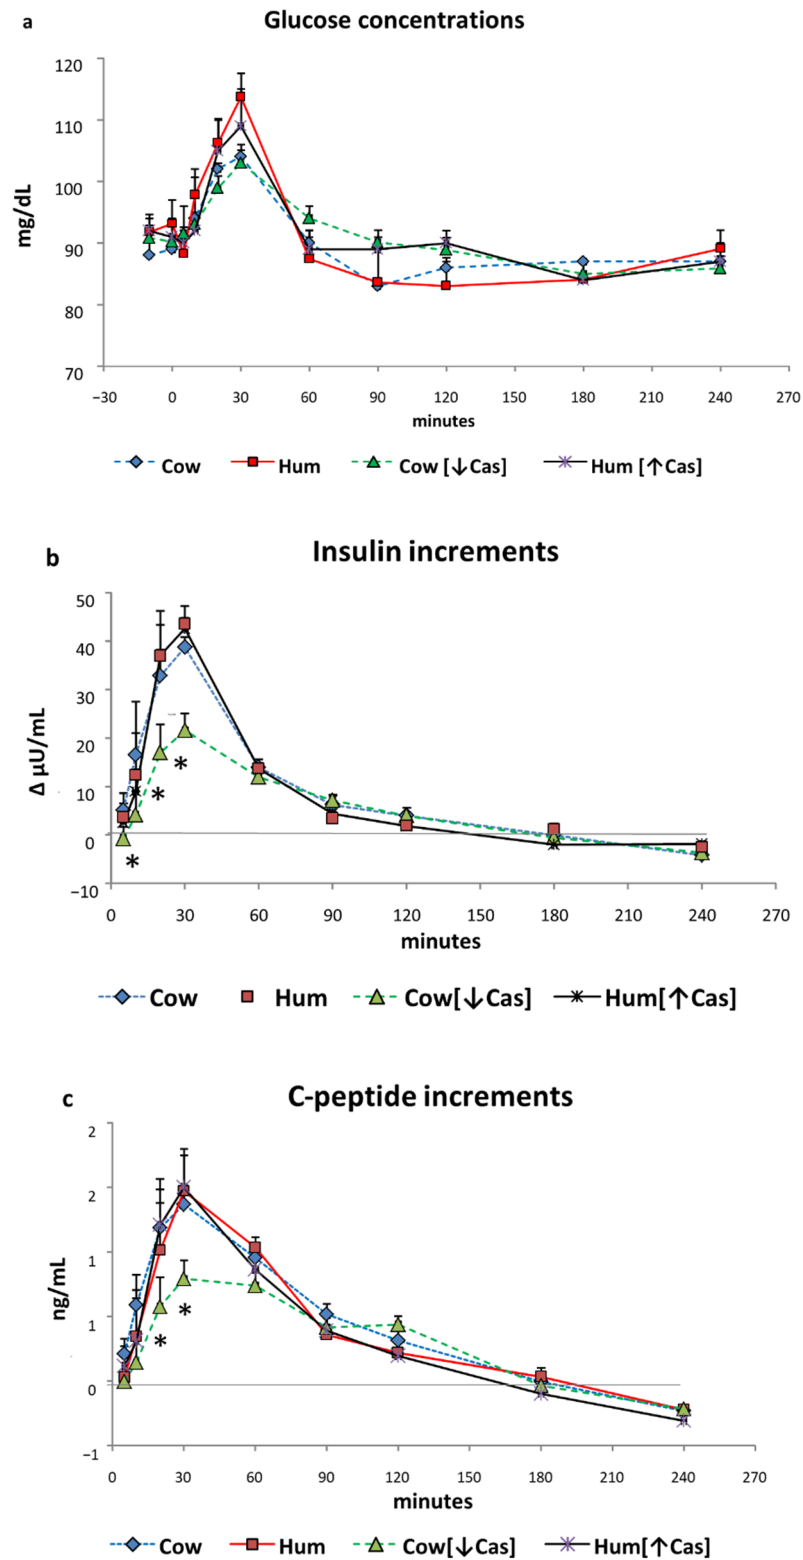 a
Glucose concentrations
120
110
100
90
80
70
mg/dL
−30 0 30 60 90 120 150 180 210 240 270
minutes
Cow Hum Cow [↓Cas] Hum [↑Cas]
b
Insulin increments
50
40
30
20
10
0
−10
Δ μU/mL
*
*
*
0 30 60 90 120 150 180 210 240 270
minutes
Cow Hum Cow[↓Cas] Hum[↑Cas]
c
C-peptide increments
2
2
1
1
0
−1
ng/mL
*
*
0 30 60 90 120 150 180 210 240 270
minutes
Cow Hum Cow[↓Cas] Hum[↑Cas]